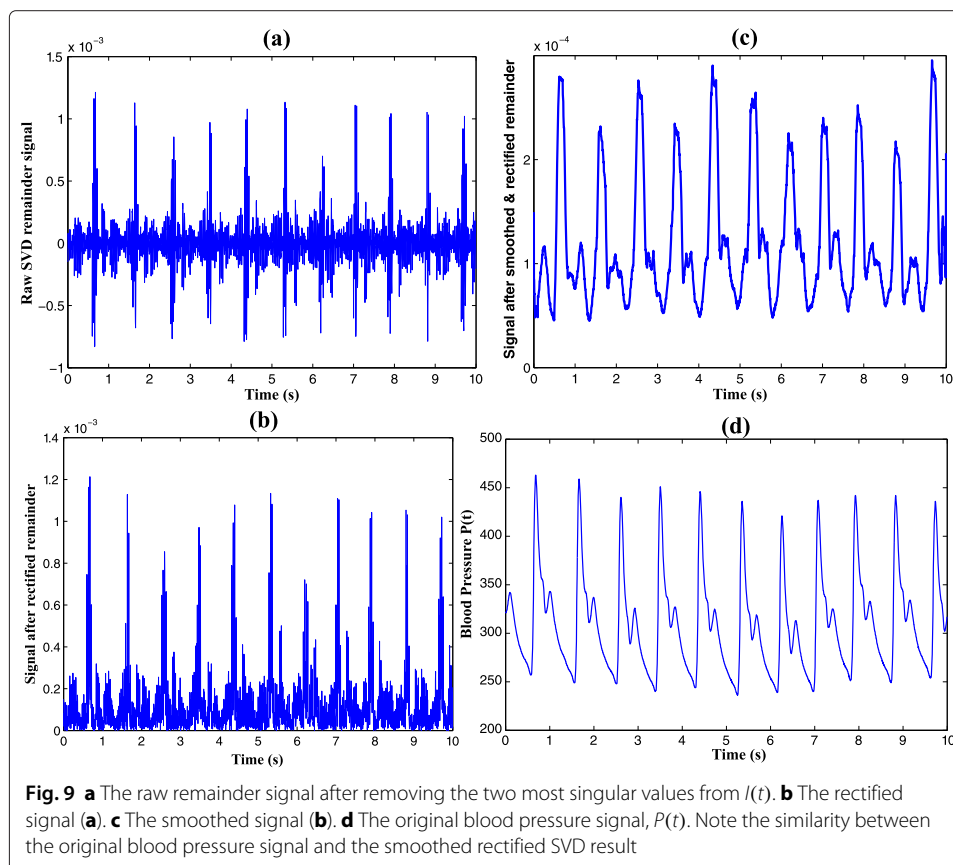 (a)
x 10⁻³
1.5
1
0.5
0
−0.5
−1
Raw SVD remainder signal
0 1 2 3 4 5 6 7 8 9 10
Time (s)
(c)
x 10⁻⁴
2
1
0
Signal after smoothed & rectified remainder
0 1 2 3 4 5 6 7 8 9 10
Time (s)
(b)
x 10⁻³
1.4
1.2
1
0.8
0.6
0.4
0.2
0
Signal after rectified remainder
0 1 2 3 4 5 6 7 8 9 10
Time (s)
(d)
500
450
400
350
300
250
200
Blood Pressure P(t)
0 1 2 3 4 5 6 7 8 9 10
Time (s)
Fig. 9 a The raw remainder signal after removing the two most singular values from I(t). b The rectified
signal (a). c The smoothed signal (b). d The original blood pressure signal, P(t). Note the similarity between
the original blood pressure signal and the smoothed rectified SVD result